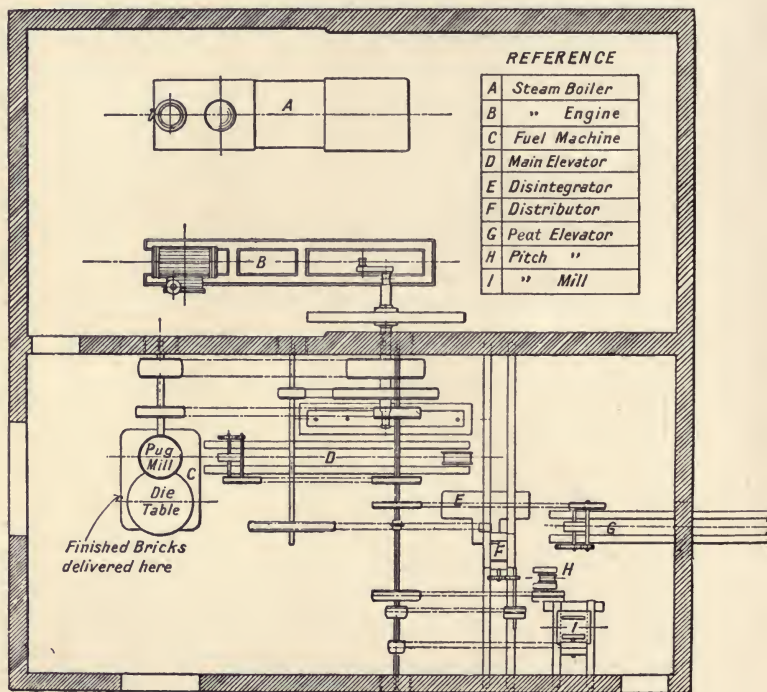 REFERENCE
A Steam Boiler
B " Engine
C Fuel Machine
D Main Elevator
E Disintegrator
F Distributor
G Peat Elevator
H Pitch "
I " Mill
A
B
Pug
Mill
C
Die
Table
D
E
F
G
H
I
Finished Bricks
delivered here